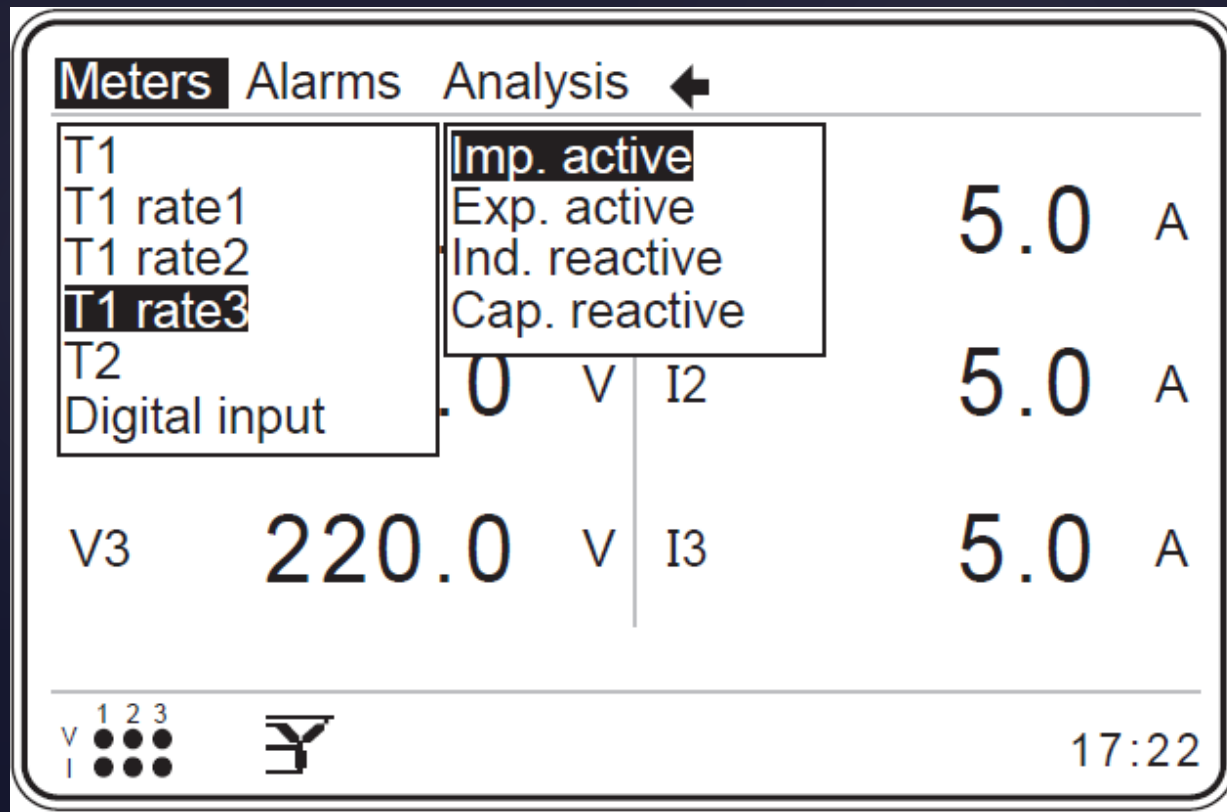 Meters Alarms Analysis
T1
T1 rate1
T1 rate2
T1 rate3
T2
Digital input
Imp. active
Exp. active
Ind. reactive
Cap. reactive
5.0 A
.0 V I2 5.0 A
V3 220.0 V I3 5.0 A
1 2 3
V
I
17:22